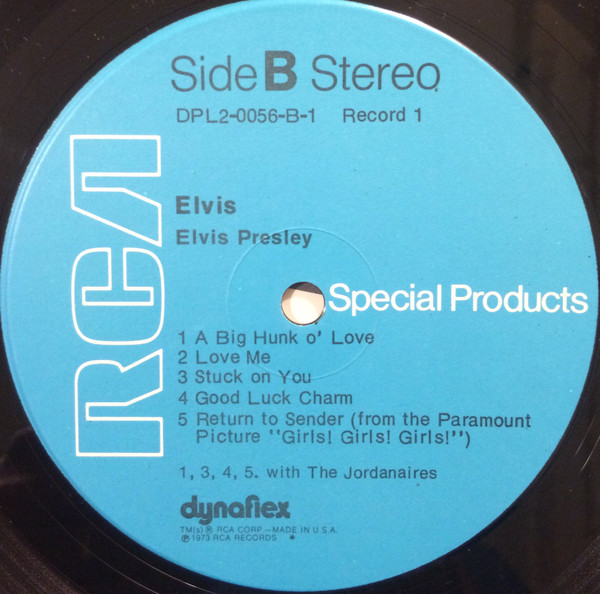 Side B Stereo
DPL2-0056-B-1 Record 1
RCA
Elvis
Elvis Presley
Special Products
1 A Big Hunk o' Love
2 Love Me
3 Stuck on You
4 Good Luck Charm
5 Return to Sender (from the Paramount
Picture "Girls! Girls! Girls!")
1, 3, 4, 5. with The Jordanaires
dynaflex
TM(s) ® RCA CORP.—MADE IN U.S.A.
℗ 1973 RCA RECORDS *